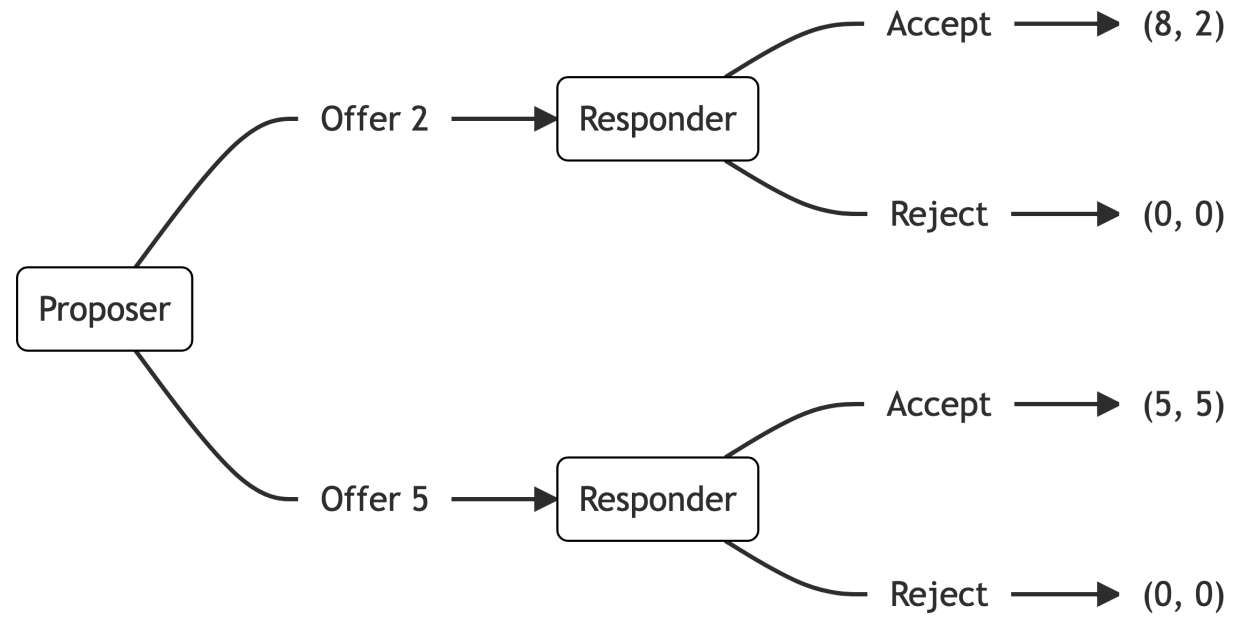 Accept
(8, 2)
Offer 2
Responder
Reject
(0, 0)
Proposer
Accept
(5, 5)
Offer 5
Responder
Reject
(0, 0)